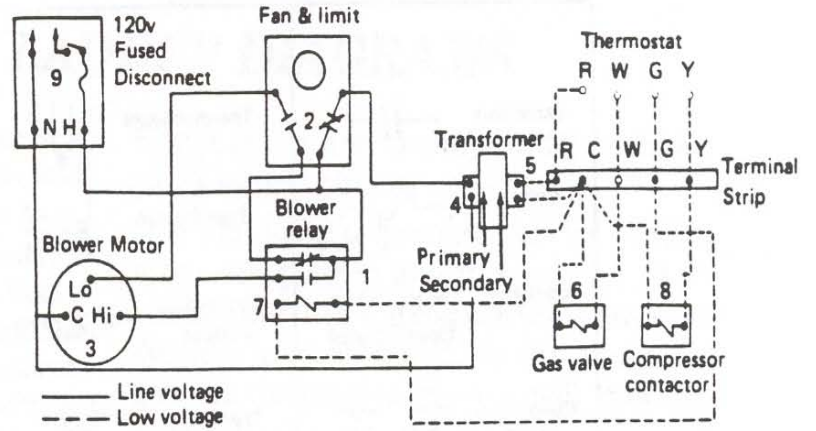 120v
Fused
Disconnect
9
N H
Fan & limit
2
Thermostat
R W G Y
Transformer
5
4
R C W G Y
Terminal
Strip
Primary
Secondary
Blower
relay
1
7
Blower Motor
Lo
C Hi
3
6
8
Gas valve
Compressor
contactor
Line voltage
Low voltage